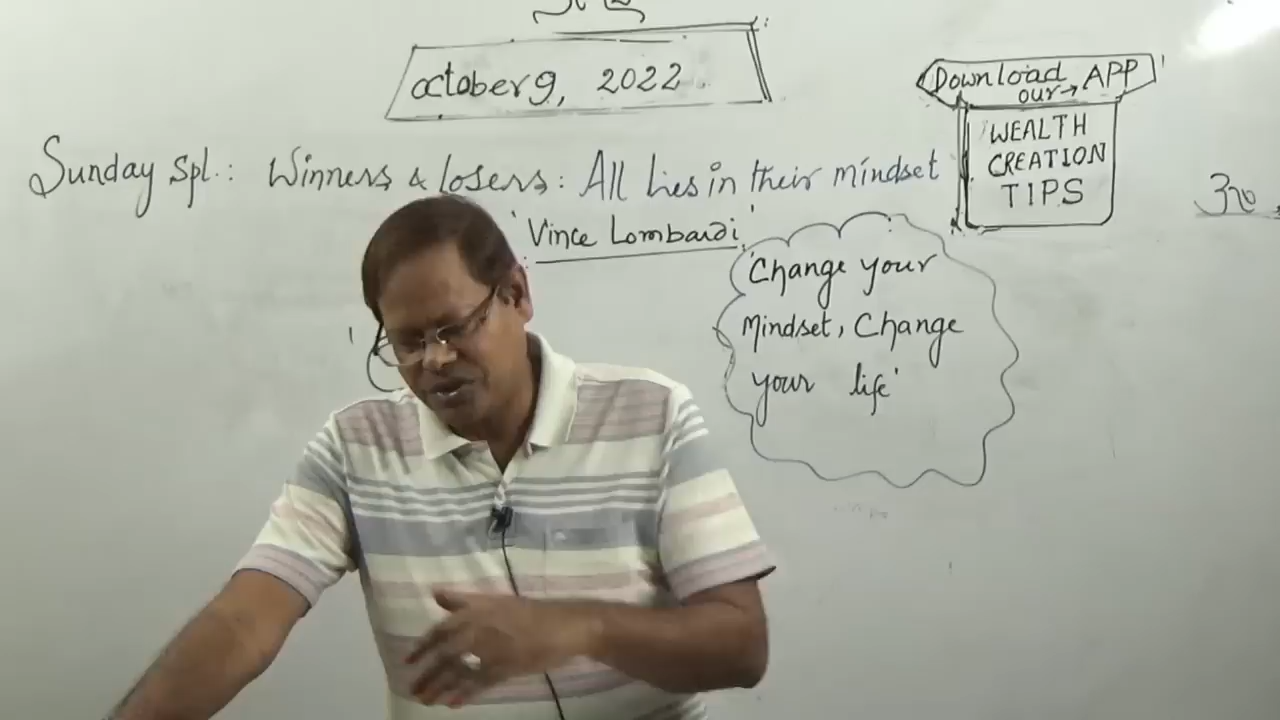 October 9, 2022
Download
our→ APP
WEALTH
CREATION
TIPS
Sunday Spl.: Winners & losers: All lies in their mindset
'Vince Lombardi'
'Change your
Mindset, Change
your life'